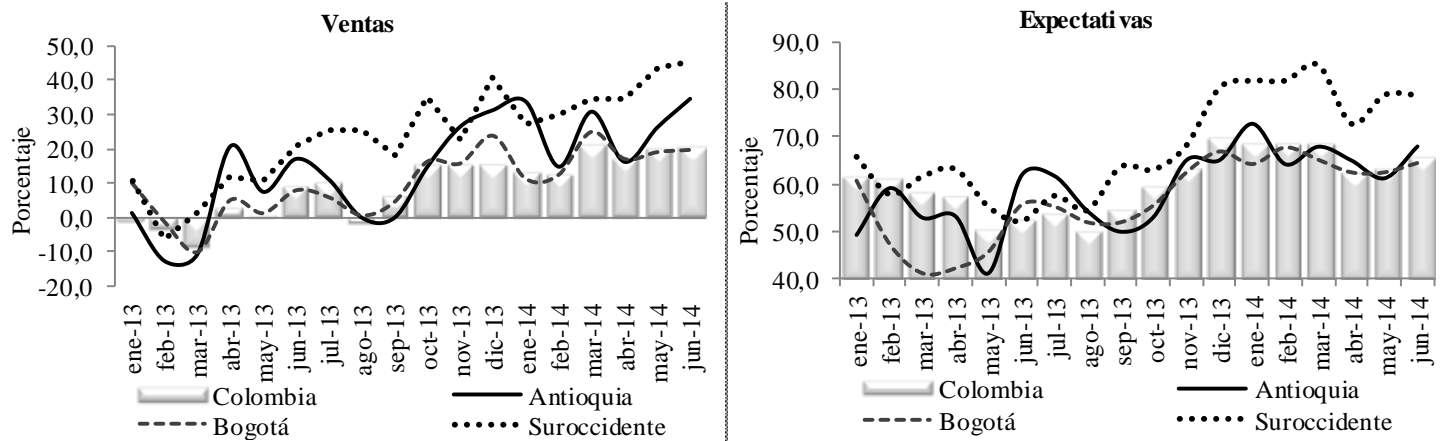 Ventas
Porcentaje
50,0
40,0
30,0
20,0
10,0
0,0
-10,0
-20,0
ene-13
feb-13
mar-13
abr-13
may-13
jun-13
jul-13
ago-13
sep-13
oct-13
nov-13
dic-13
ene-14
feb-14
mar-14
abr-14
may-14
jun-14
Colombia
Antioquia
Bogotá
Suroccidente
Expectativas
Porcentaje
90,0
80,0
70,0
60,0
50,0
40,0
ene-13
feb-13
mar-13
abr-13
may-13
jun-13
jul-13
ago-13
sep-13
oct-13
nov-13
dic-13
ene-14
feb-14
mar-14
abr-14
may-14
jun-14
Colombia
Antioquia
Bogotá
Suroccidente